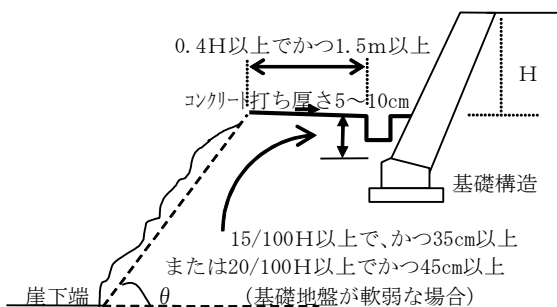 0.4H以上でかつ1.5m以上
H
コンクリート打ち厚さ5~10cm
基礎構造
15/100H以上で、かつ35cm以上
または20/100H以上でかつ45cm以上
崖下端
θ
(基礎地盤が軟弱な場合)